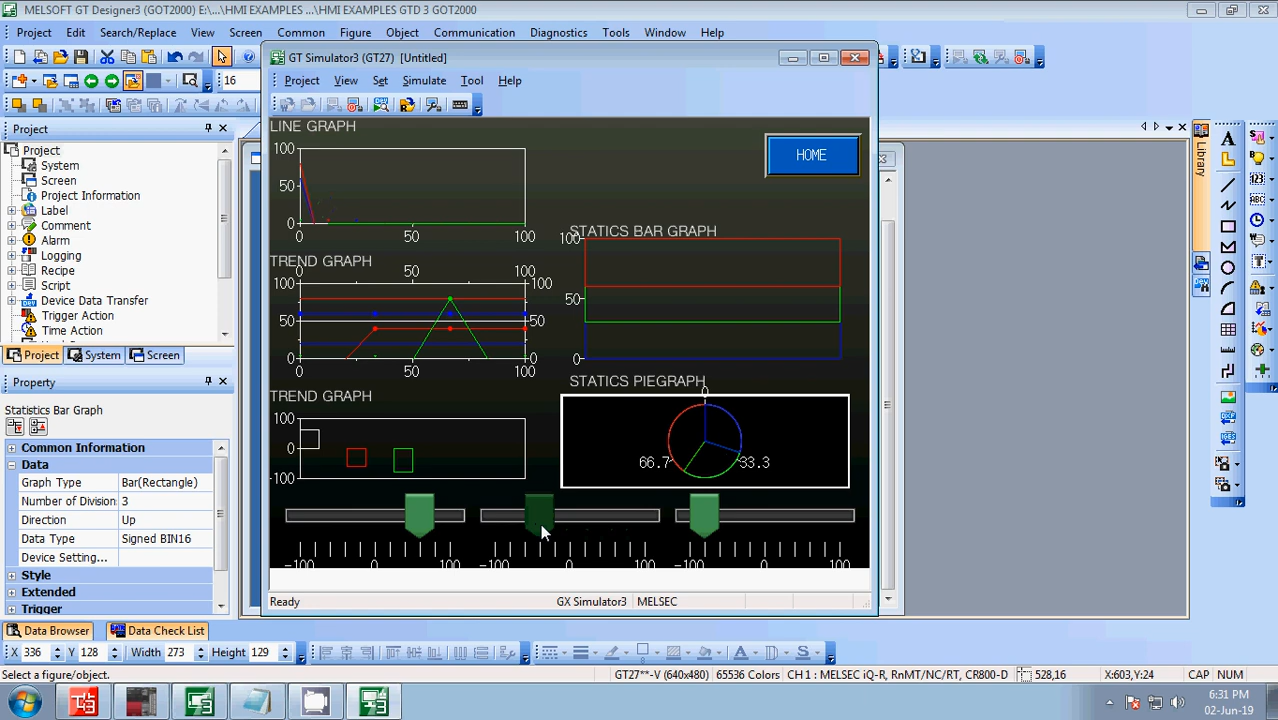 MELSOFT GT Designer3 (GOT2000) E:\...\HMI EXAMPLES ...\HMI EXAMPLES GTD 3 GOT2000
Project Edit Search/Replace View Screen Common Figure Object Communication Diagnostics Tools Window Help
16
GT Simulator3 (GT27) [Untitled]
Project View Set Simulate Tool Help
Project
Project
System
Screen
Project Information
Label
Comment
Alarm
Logging
Recipe
Script
Device Data Transfer
Trigger Action
Time Action
Project System Screen
Property
Statistics Bar Graph
Common Information
Data
Graph Type Bar(Rectangle)
Number of Division: 3
Direction Up
Data Type Signed BIN16
Device Setting...
Style
Extended
Trigger
Data Browser Data Check List
X 336 Y 128 Width 273 Height 129
Select a figure/object.
LINE GRAPH
100
50
0
0 50 100
HOME
TREND GRAPH
0 50 100
100 100
50 50
0 0
0 50 100
STATICS BAR GRAPH
100
50
0
TREND GRAPH
100
0
-100
STATICS PIEGRAPH
0
66.7 33.3
-100 0 100 -100 0 100 -100 0 100
Ready GX Simulator3 MELSEC
Library
GT27**-V (640x480) 65536 Colors CH 1 : MELSEC iQ-R, RnMT/NC/RT, CR800-D 528,16 X:603,Y:24 CAP NUM
6:31 PM
02-Jun-19